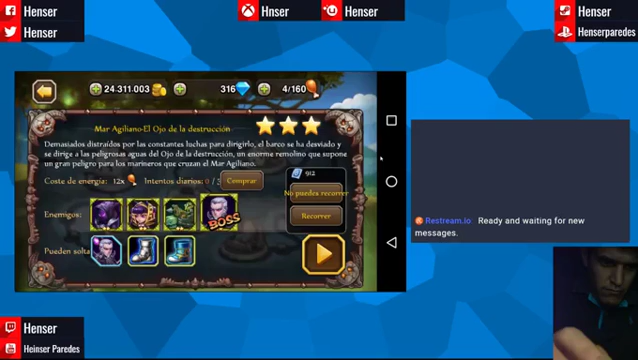 Henser
Henser
Hnser
Henser
Henser
Henserparedes
24.311.003
316
4/160
Mar Agiliano-El Ojo de la destrucción
Demasiados distraídos por las constantes luchas para dirigirlo, el barco se ha desviado y
se dirige a las peligrosas aguas del Ojo de la destrucción, un enorme remolino que supone
un gran peligro para los marineros que cruzan el Mar Agiliano.
Coste de energía: 12x
Intentos diarios: 0 / 3
Comprar
912
No puedes recorrer
Recorrer
Enemigos:
BOSS
Pueden solta
Restream.io: Ready and waiting for new
messages.
Henser
Heinser Paredes